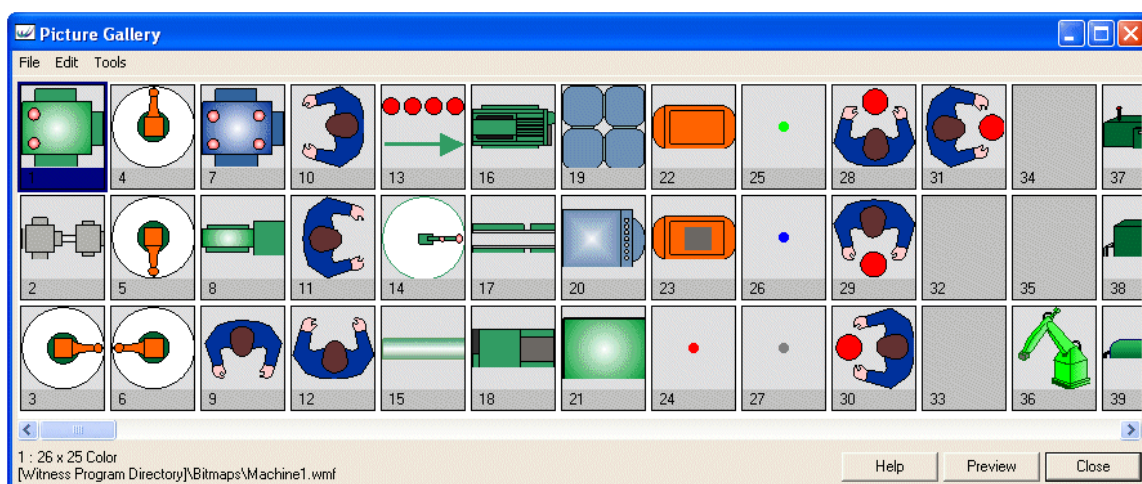 Picture Gallery
File Edit Tools
1 4 7 10 13 16 19 22 25 28 31 34 37
2 5 8 11 14 17 20 23 26 29 32 35 38
3 6 9 12 15 18 21 24 27 30 33 36 39
1 : 26 x 25 Color
[Witness Program Directory]\Bitmaps\Machine1.wmf
Help Preview Close